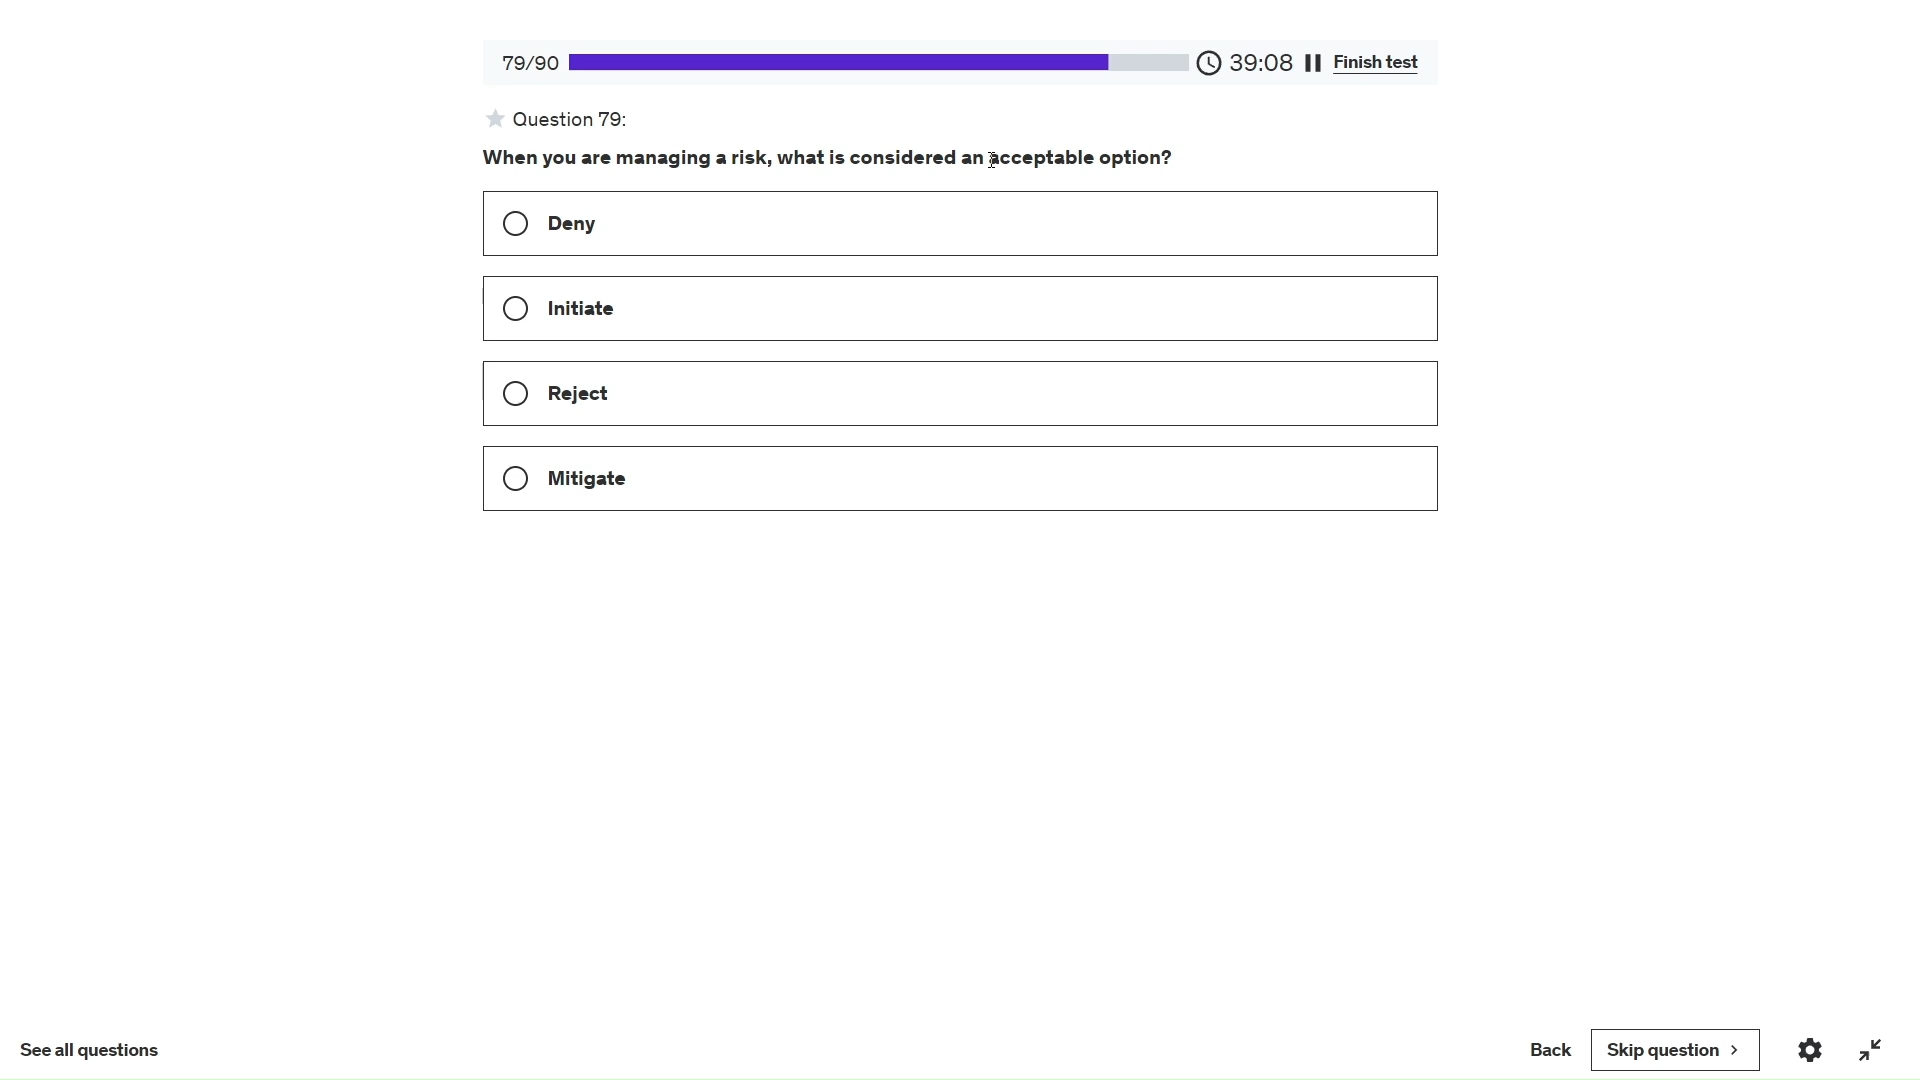 79/90 39:08 Finish test
Question 79:
When you are managing a risk, what is considered an acceptable option?
Deny
Initiate
Reject
Mitigate
See all questions Back Skip question